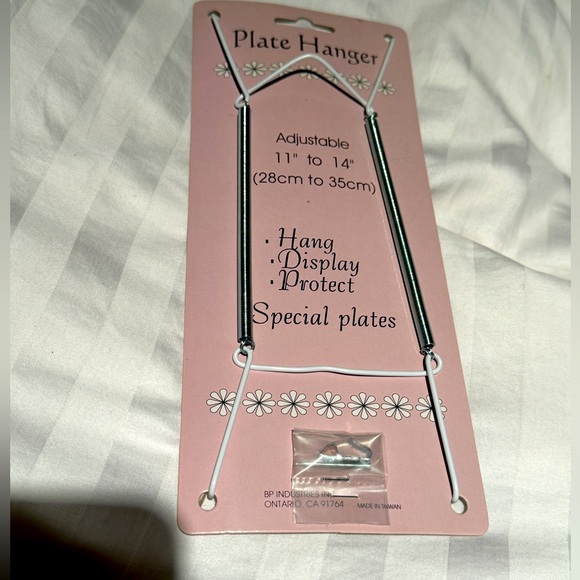 Plate Hanger
Adjustable
11" to 14"
(28cm to 35cm)
· Hang
· Display
· Protect
Special plates
BP INDUSTRIES IN
ONTARIO, CA 91764 MADE IN TAIWAN